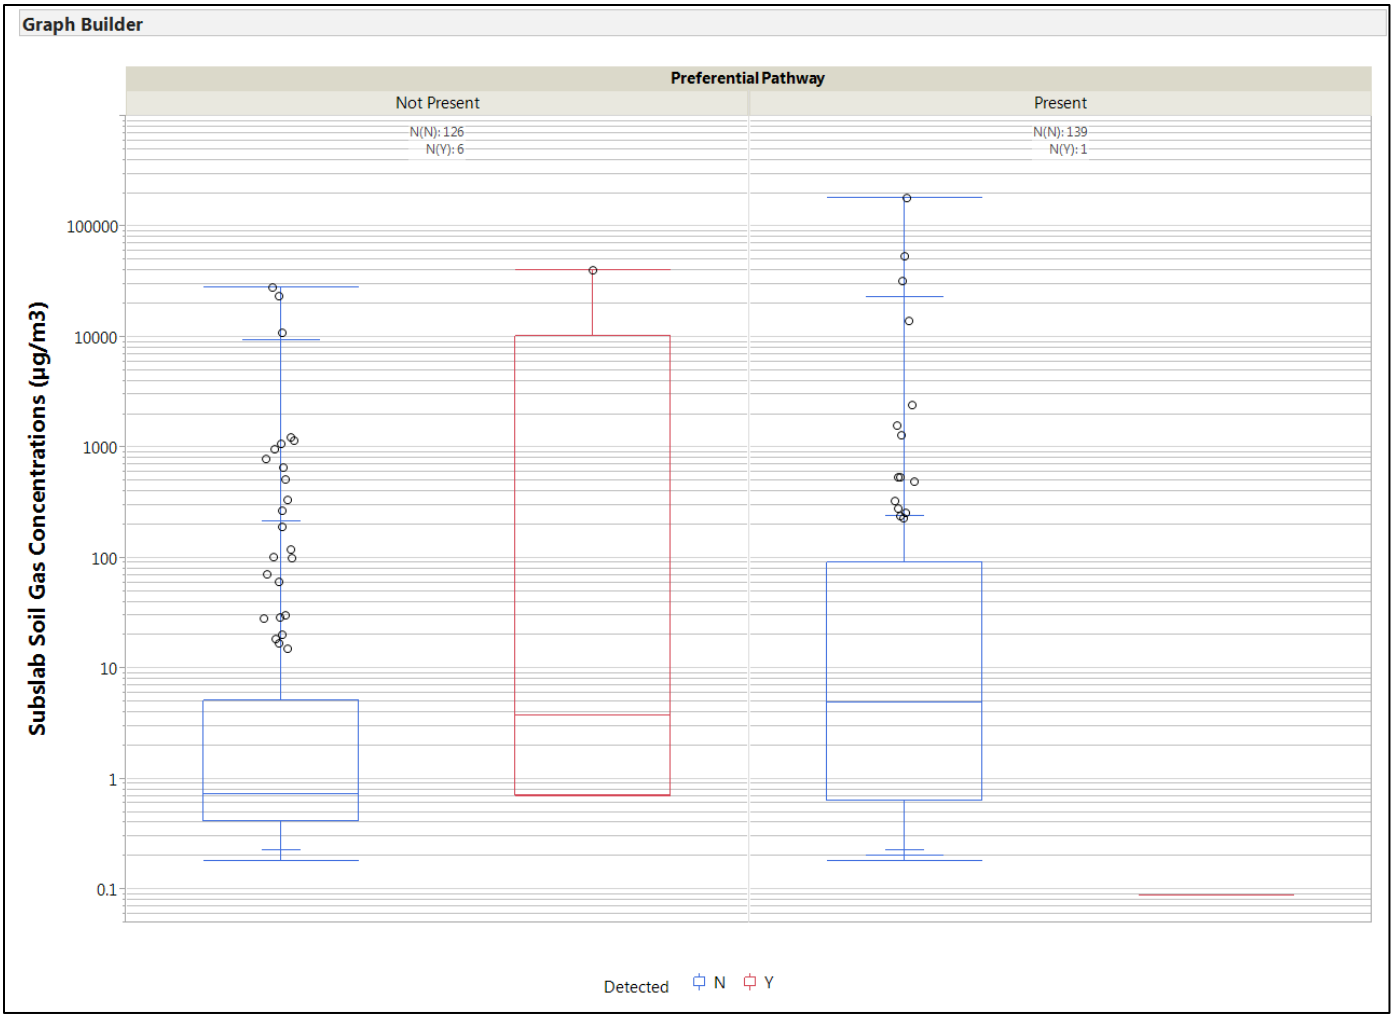 Graph Builder
Preferential Pathway
Not Present
Present
N(N): 126
N(Y): 6
N(N): 139
N(Y): 1
Subslab Soil Gas Concentrations (µg/m3)
100000
10000
1000
100
10
1
0.1
Detected N Y